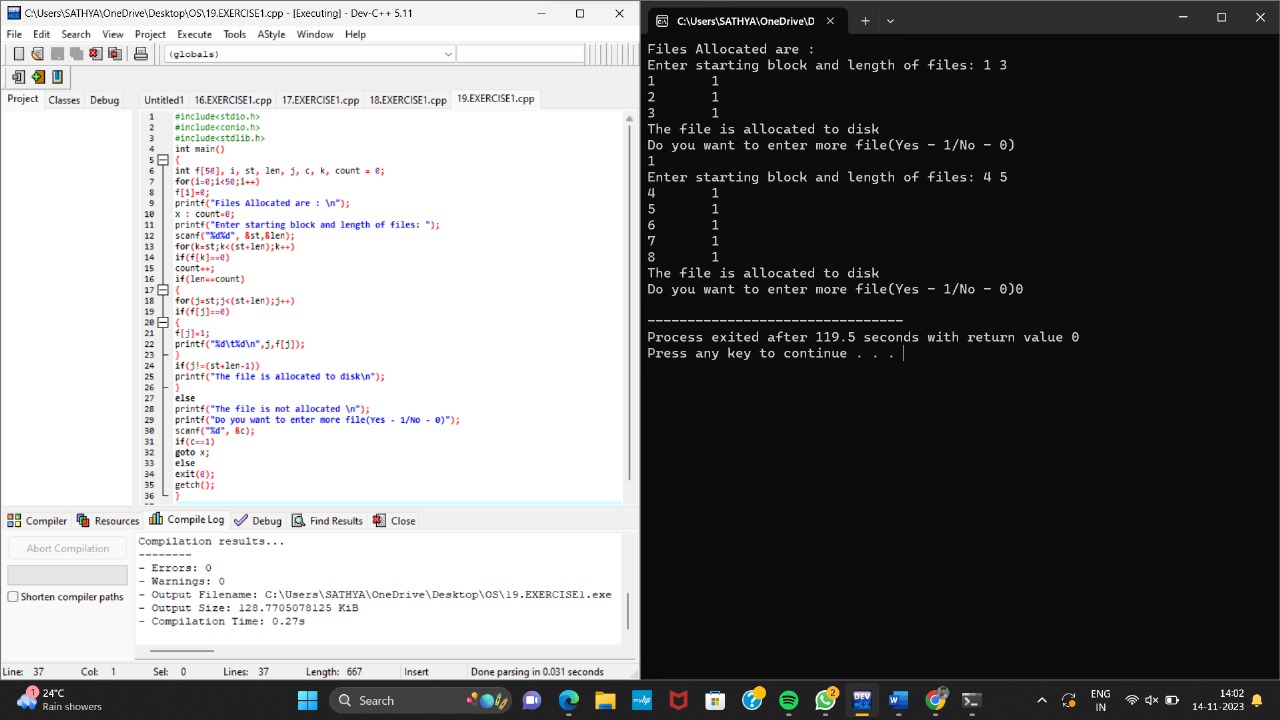 C:\Users\SATHYA\OneDrive\Desktop\OS\19.EXERCISE1.cpp - [Executing] - Dev-C++ 5.11
File Edit Search View Project Execute Tools AStyle Window Help
(globals)
Project Classes Debug
Untitled1 16.EXERCISE1.cpp 17.EXERCISE1.cpp 18.EXERCISE1.cpp 19.EXERCISE1.cpp
1 #include<stdio.h>
2 #include<conio.h>
3 #include<stdlib.h>
4 int main()
5 {
6 int f[50], i, st, len, j, c, k, count = 0;
7 for(i=0;i<50;i++)
8 f[i]=0;
9 printf("Files Allocated are : \n");
10 x : count=0;
11 printf("Enter starting block and length of files: ");
12 scanf("%d%d", &st,&len);
13 for(k=st;k<(st+len);k++)
14 if(f[k]==0)
15 count++;
16 if(len==count)
17 {
18 for(j=st;j<(st+len);j++)
19 if(f[j]==0)
20 {
21 f[j]=1;
22 printf("%d\t%d\n",j,f[j]);
23 }
24 if(j!=(st+len-1))
25 printf("The file is allocated to disk\n");
26 }
27 else
28 printf("The file is not allocated \n");
29 printf("Do you want to enter more file(Yes - 1/No - 0)");
30 scanf("%d", &c);
31 if(c==1)
32 goto x;
33 else
34 exit(0);
35 getch();
36 }
Compiler Resources Compile Log Debug Find Results Close
Abort Compilation
Shorten compiler paths
Compilation results...
--------
- Errors: 0
- Warnings: 0
- Output Filename: C:\Users\SATHYA\OneDrive\Desktop\OS\19.EXERCISE1.exe
- Output Size: 128.7705078125 KiB
- Compilation Time: 0.27s
Line: 37 Col: 1 Sel: 0 Lines: 37 Length: 667 Insert Done parsing in 0.031 seconds
C:\Users\SATHYA\OneDrive\D
Files Allocated are :
Enter starting block and length of files: 1 3
1 1
2 1
3 1
The file is allocated to disk
Do you want to enter more file(Yes - 1/No - 0)
1
Enter starting block and length of files: 4 5
4 1
5 1
6 1
7 1
8 1
The file is allocated to disk
Do you want to enter more file(Yes - 1/No - 0)0
--------------------------------
Process exited after 119.5 seconds with return value 0
Press any key to continue . . .
1
24°C
Rain showers
Search
myhp
2
DEV
ENG
IN
14:02
14-11-2023